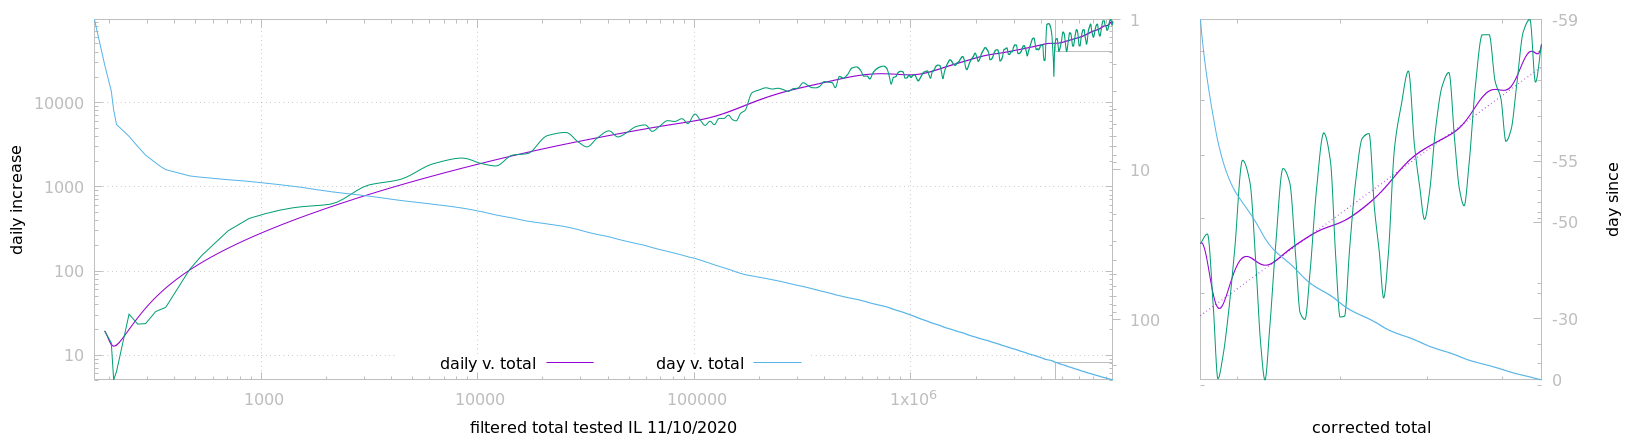 daily increase
10000
1000
100
10
1000
10000
100000
1x10⁶
filtered total tested IL 11/10/2020
daily v. total
day v. total
1
10
100
-59
-55
-50
-30
0
day since
corrected total